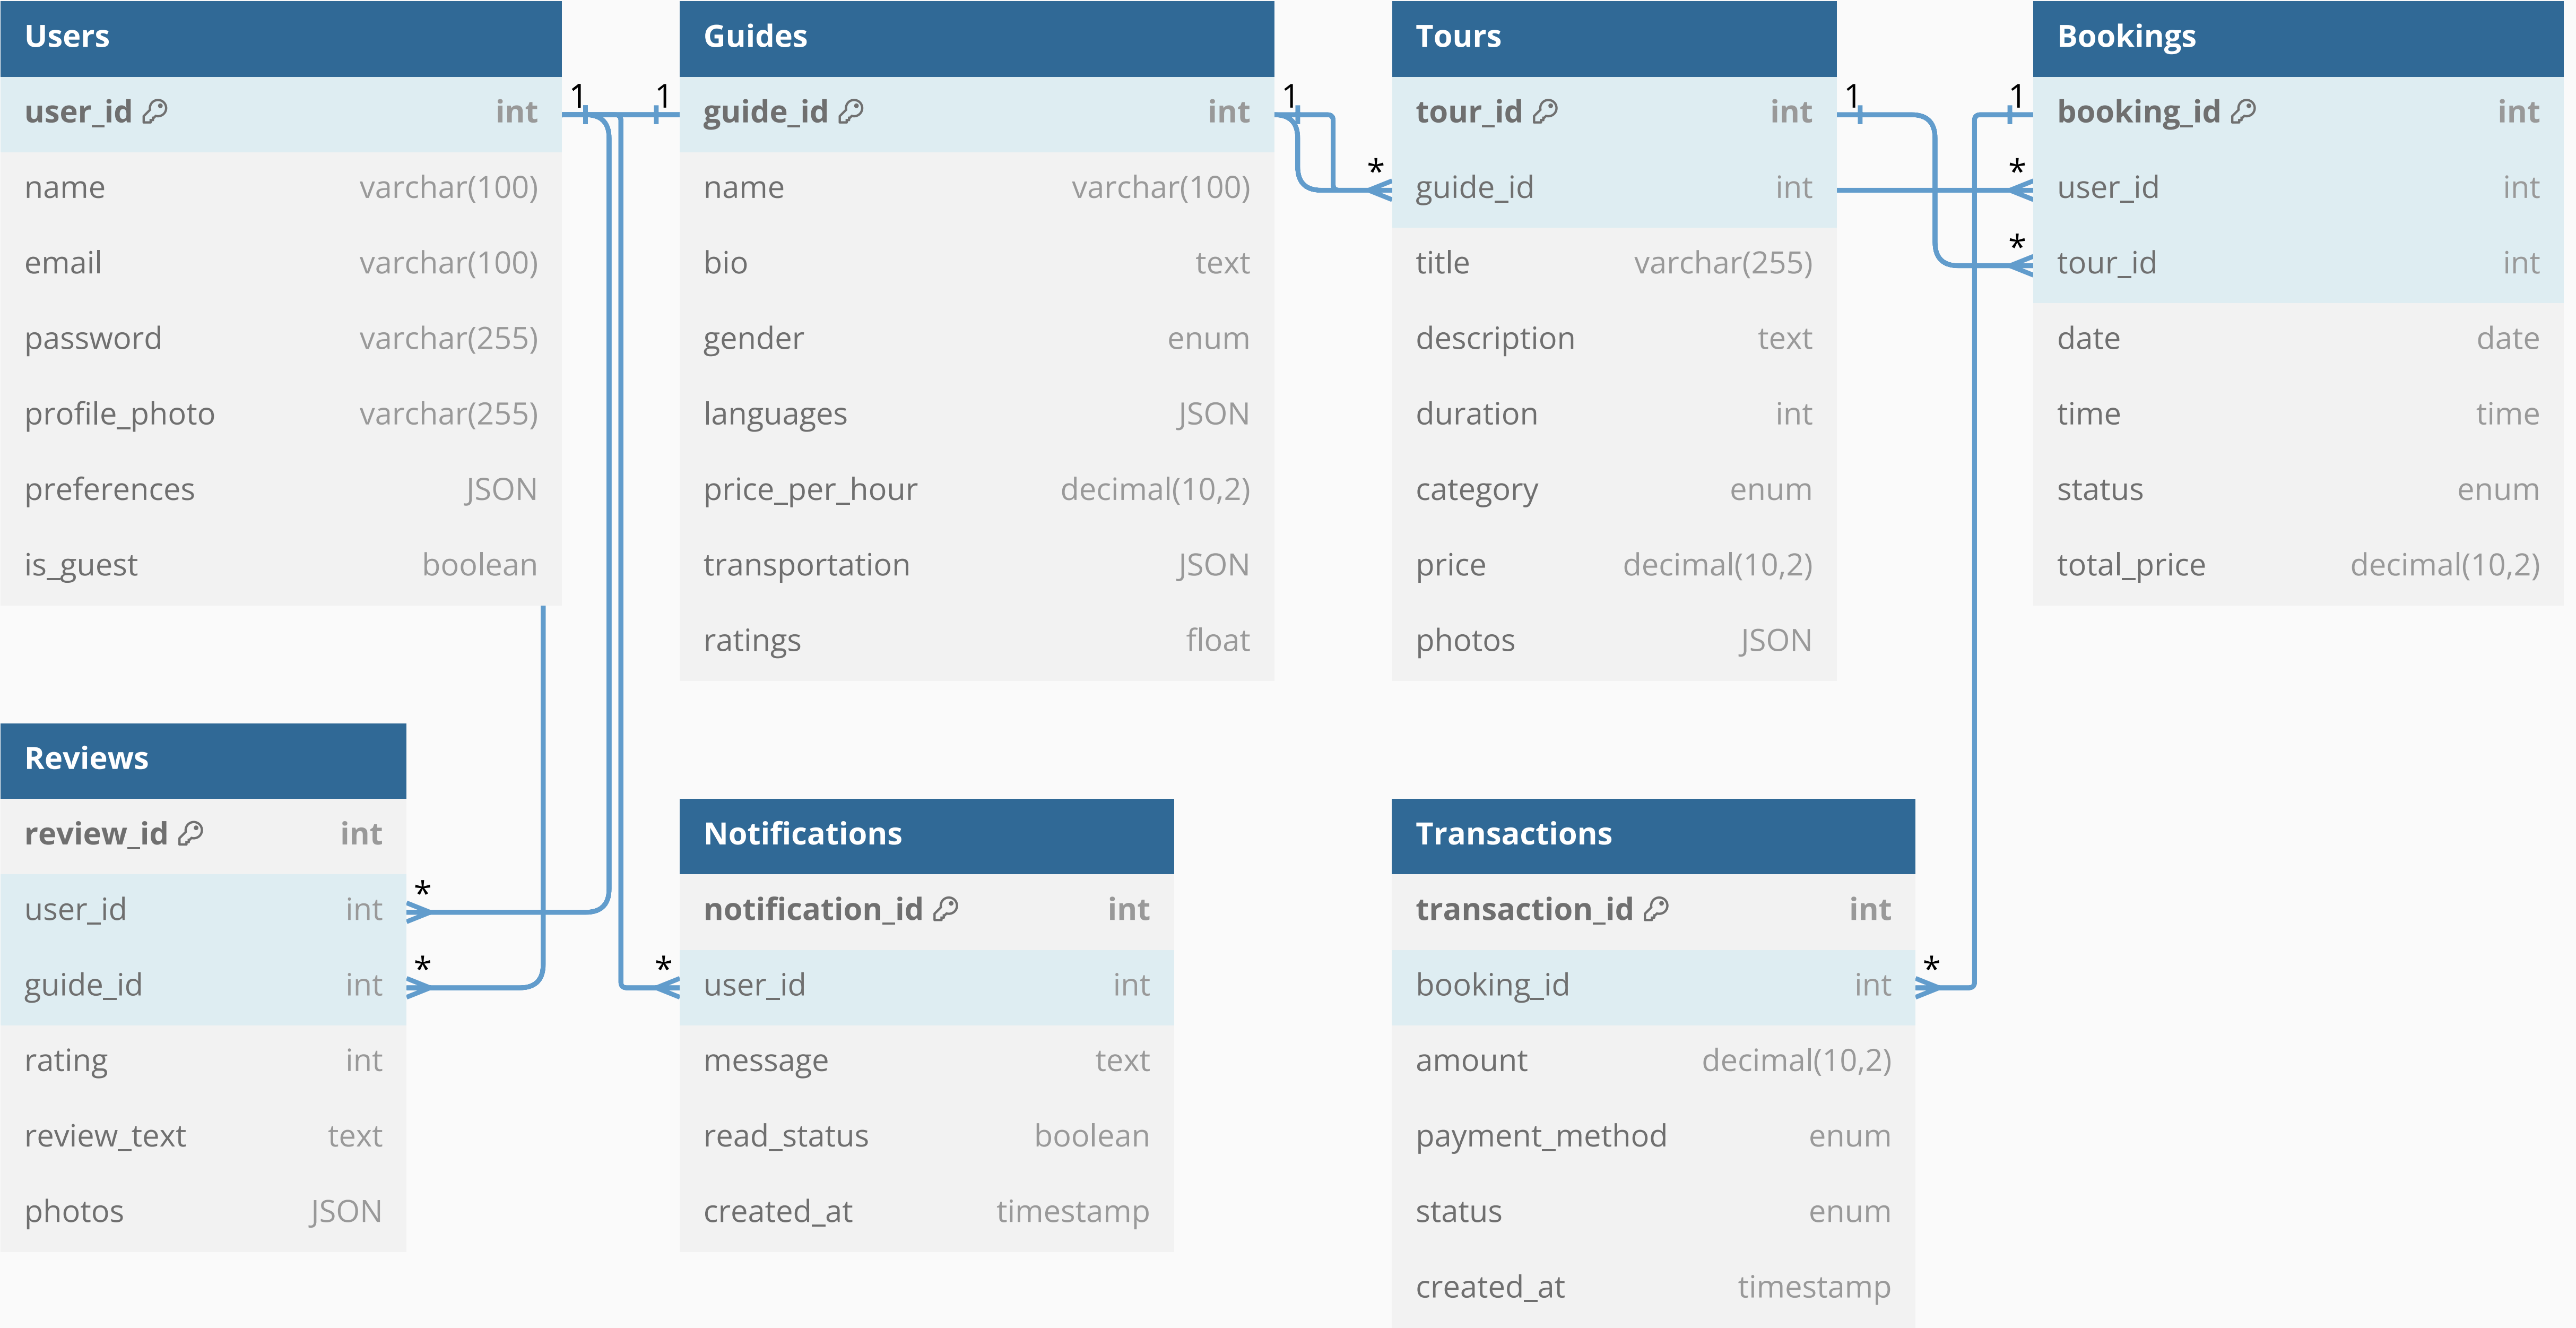 Users
user_id int
name varchar(100)
email varchar(100)
password varchar(255)
profile_photo varchar(255)
preferences JSON
is_guest boolean
1 1
Guides
guide_id int
name varchar(100)
bio text
gender enum
languages JSON
price_per_hour decimal(10,2)
transportation JSON
ratings float
1
*
Tours
tour_id int
guide_id int
title varchar(255)
description text
duration int
category enum
price decimal(10,2)
photos JSON
1 1
*
*
Bookings
booking_id int
user_id int
tour_id int
date date
time time
status enum
total_price decimal(10,2)
Reviews
review_id int
user_id int *
guide_id int *
rating int
review_text text
photos JSON
Notifications
notification_id int
* user_id int
message text
read_status boolean
created_at timestamp
Transactions
transaction_id int
booking_id int *
amount decimal(10,2)
payment_method enum
status enum
created_at timestamp